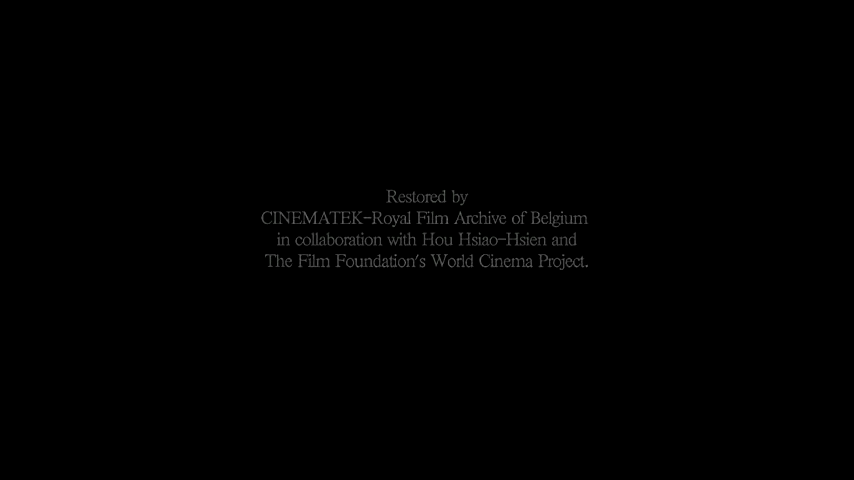 Restored by
CINEMATEK-Royal Film Archive of Belgium
in collaboration with Hou Hsiao-Hsien and
The Film Foundation's World Cinema Project.